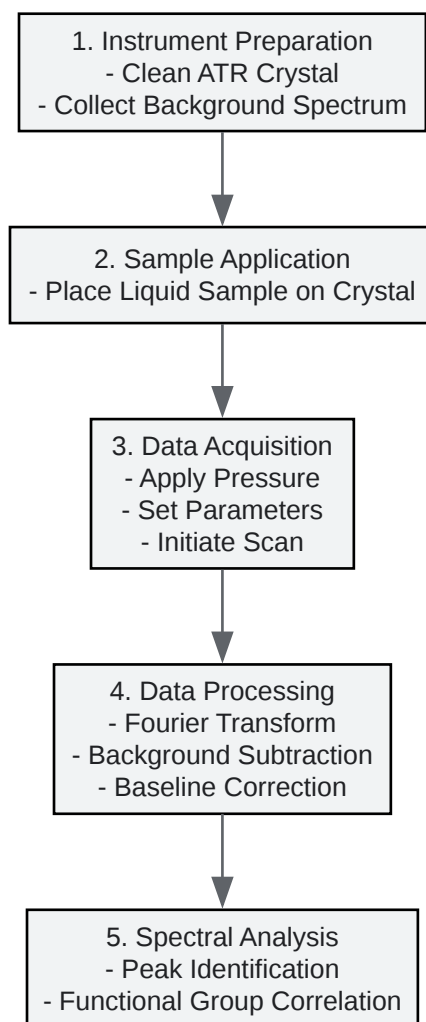 1. Instrument Preparation
- Clean ATR Crystal
- Collect Background Spectrum
2. Sample Application
- Place Liquid Sample on Crystal
3. Data Acquisition
- Apply Pressure
- Set Parameters
- Initiate Scan
4. Data Processing
- Fourier Transform
- Background Subtraction
- Baseline Correction
5. Spectral Analysis
- Peak Identification
- Functional Group Correlation